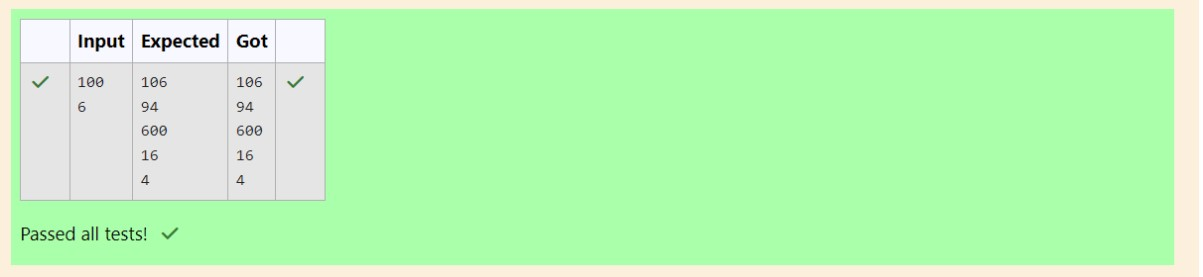 Input Expected Got
100 106 106
6 94 94
600 600
16 16
4 4
Passed all tests!